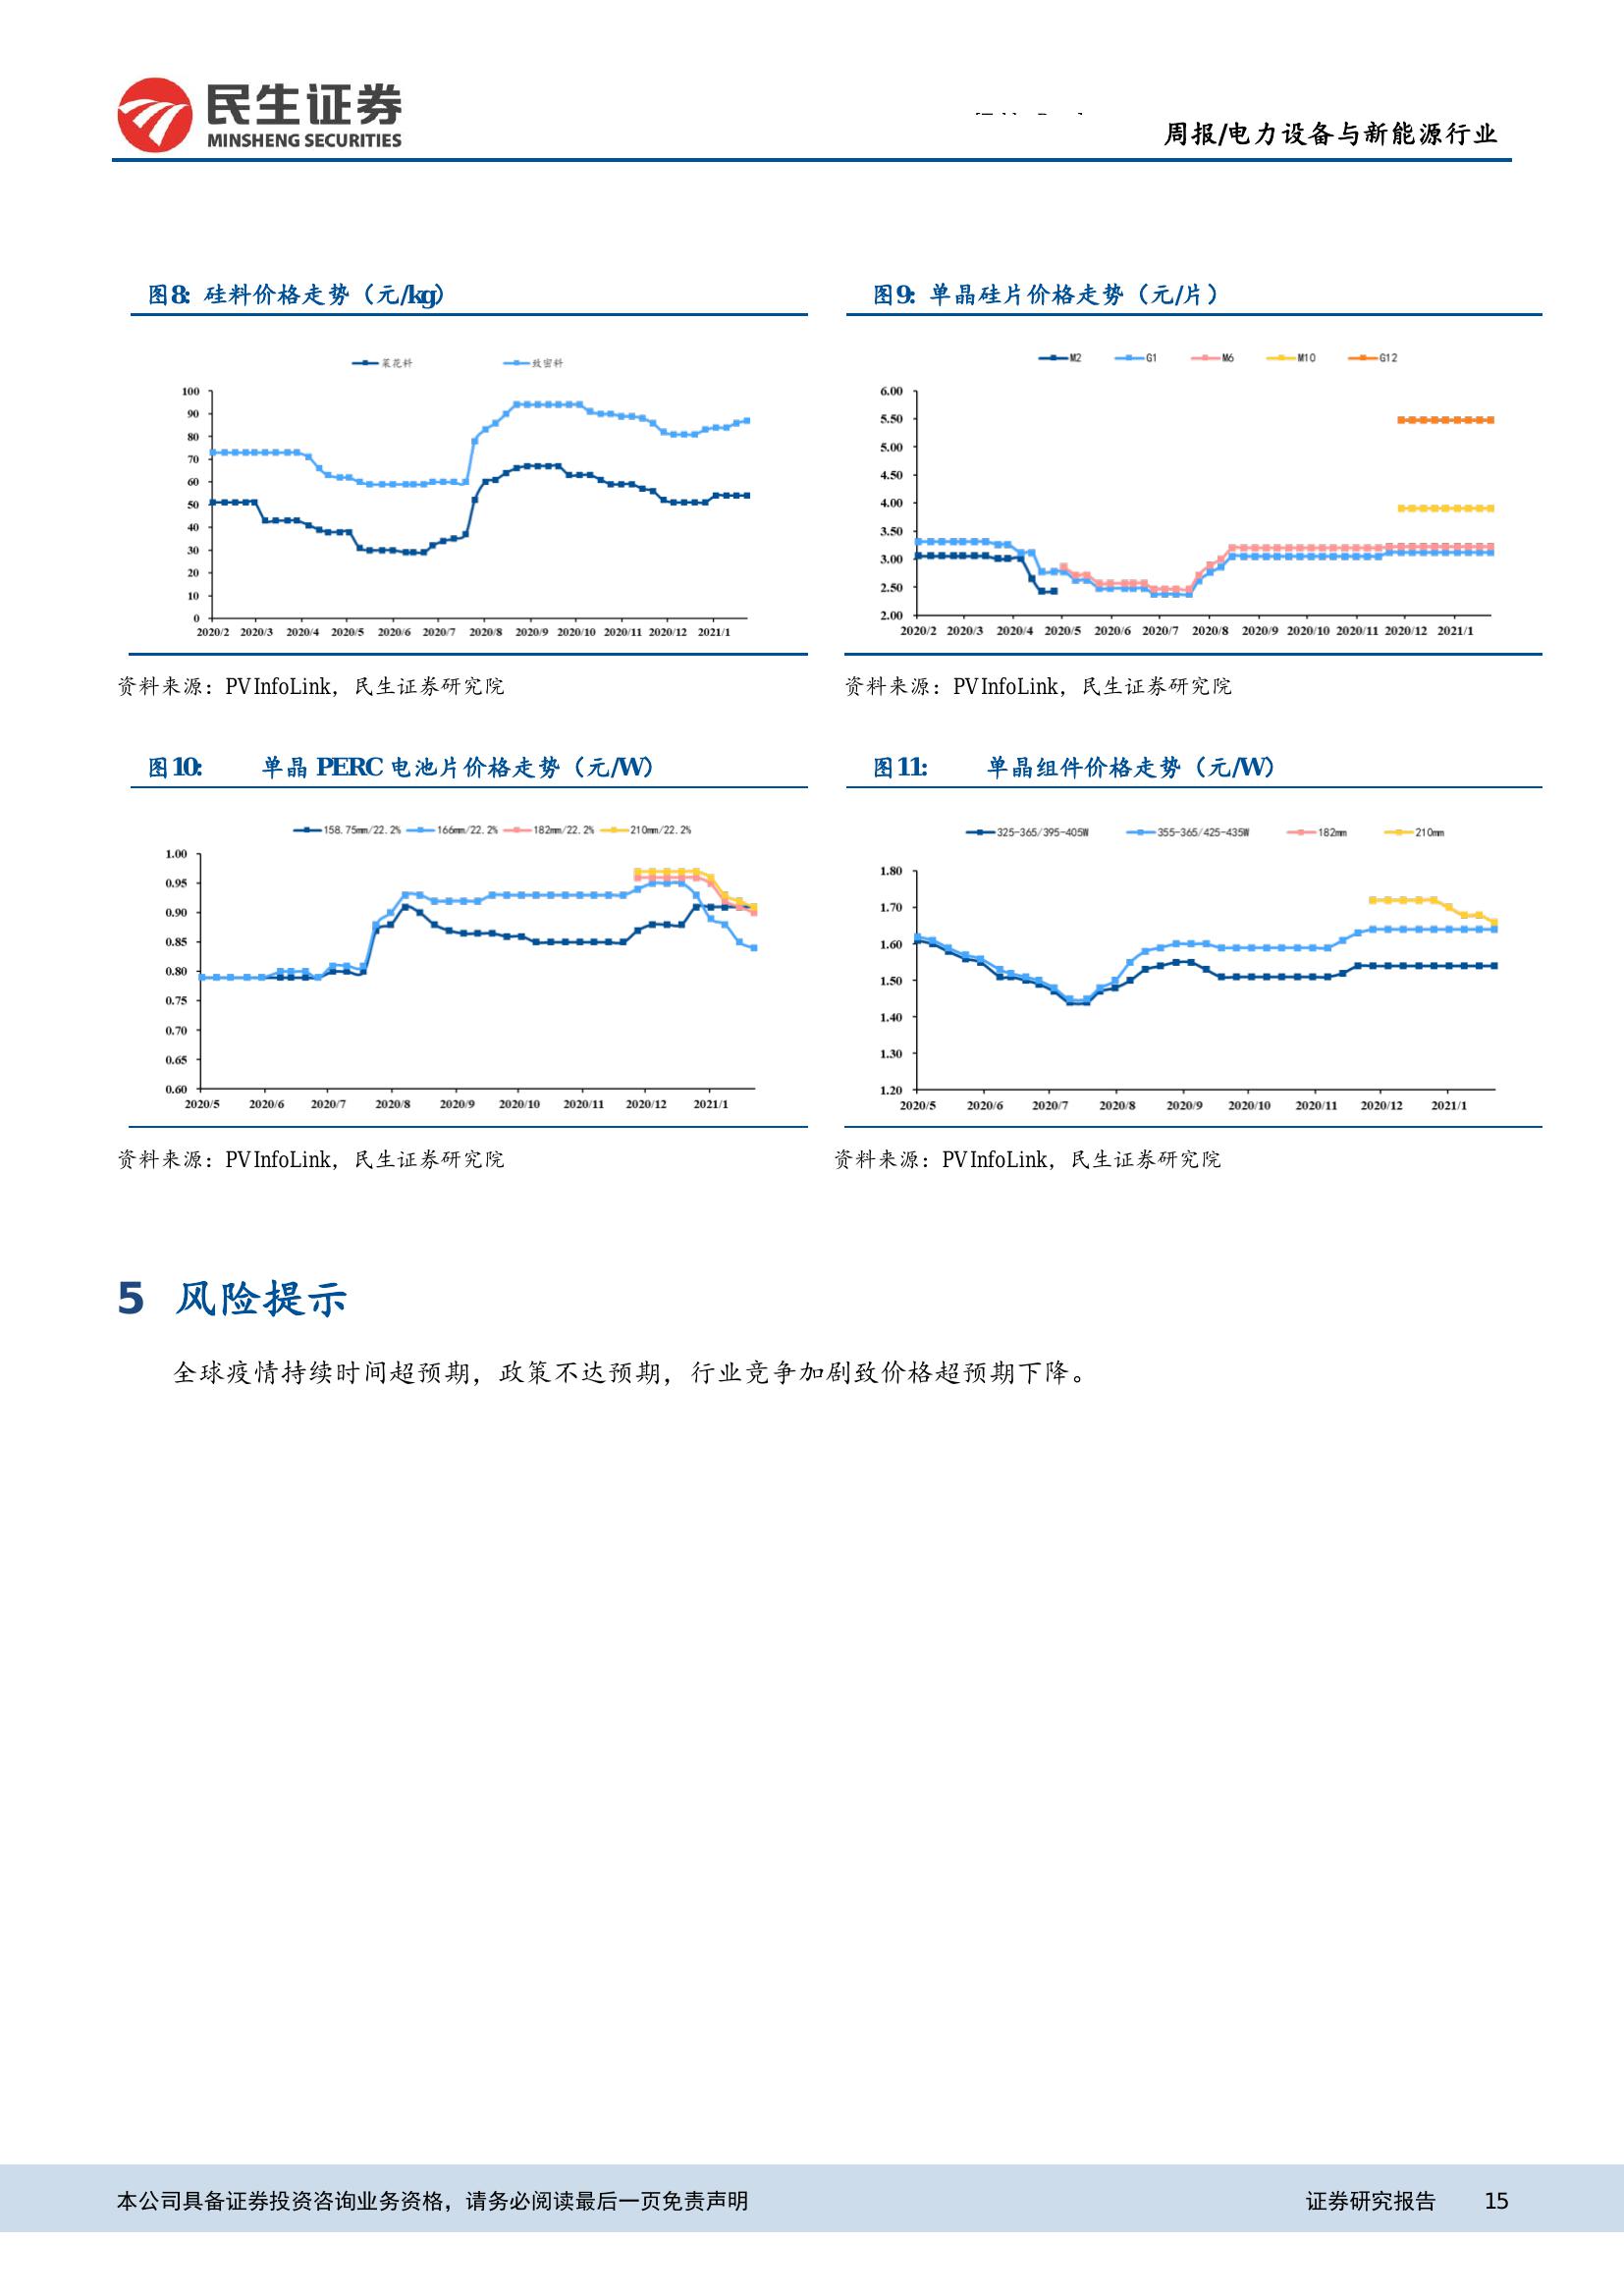 民生证券
MINSHENG SECURITIES
周报/电力设备与新能源行业
图8: 硅料价格走势（元/kg）
菜花料 致密料
100
90
80
70
60
50
40
30
20
10
0
2020/2 2020/3 2020/4 2020/5 2020/6 2020/7 2020/8 2020/9 2020/10 2020/11 2020/12 2021/1
资料来源：PVInfoLink，民生证券研究院
图9: 单晶硅片价格走势（元/片）
M2 G1 M6 M10 G12
6.00
5.50
5.00
4.50
4.00
3.50
3.00
2.50
2.00
2020/2 2020/3 2020/4 2020/5 2020/6 2020/7 2020/8 2020/9 2020/10 2020/11 2020/12 2021/1
资料来源：PVInfoLink，民生证券研究院
图10: 单晶 PERC 电池片价格走势（元/W）
158.75mm/22.2% 166mm/22.2% 182mm/22.2% 210mm/22.2%
1.00
0.95
0.90
0.85
0.80
0.75
0.70
0.65
0.60
2020/5 2020/6 2020/7 2020/8 2020/9 2020/10 2020/11 2020/12 2021/1
资料来源：PVInfoLink，民生证券研究院
图11: 单晶组件价格走势（元/W）
325-365/395-405W 355-365/425-435W 182mm 210mm
1.80
1.70
1.60
1.50
1.40
1.30
1.20
2020/5 2020/6 2020/7 2020/8 2020/9 2020/10 2020/11 2020/12 2021/1
资料来源：PVInfoLink，民生证券研究院
5 风险提示
全球疫情持续时间超预期，政策不达预期，行业竞争加剧致价格超预期下降。
本公司具备证券投资咨询业务资格，请务必阅读最后一页免责声明 证券研究报告 15